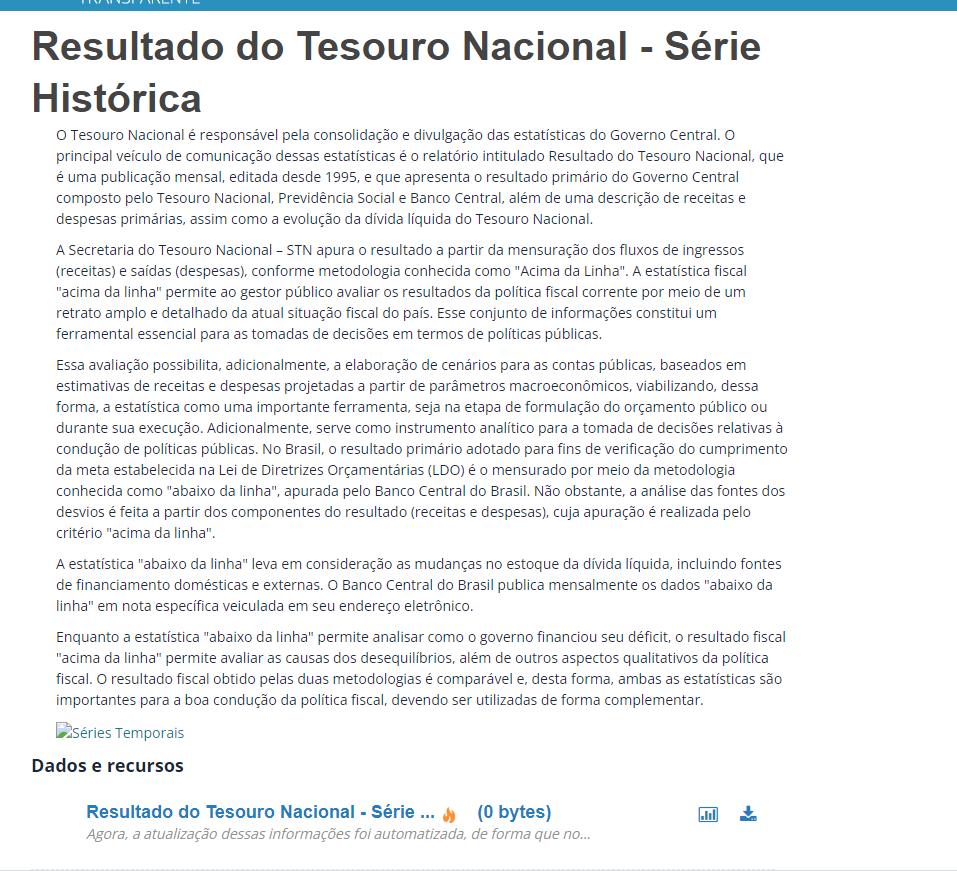 TRANSPARENTE
Resultado do Tesouro Nacional - Série
Histórica
O Tesouro Nacional é responsável pela consolidação e divulgação das estatísticas do Governo Central. O
principal veículo de comunicação dessas estatísticas é o relatório intitulado Resultado do Tesouro Nacional, que
é uma publicação mensal, editada desde 1995, e que apresenta o resultado primário do Governo Central
composto pelo Tesouro Nacional, Previdência Social e Banco Central, além de uma descrição de receitas e
despesas primárias, assim como a evolução da dívida líquida do Tesouro Nacional.
A Secretaria do Tesouro Nacional – STN apura o resultado a partir da mensuração dos fluxos de ingressos
(receitas) e saídas (despesas), conforme metodologia conhecida como "Acima da Linha". A estatística fiscal
"acima da linha" permite ao gestor público avaliar os resultados da política fiscal corrente por meio de um
retrato amplo e detalhado da atual situação fiscal do país. Esse conjunto de informações constitui um
ferramental essencial para as tomadas de decisões em termos de políticas públicas.
Essa avaliação possibilita, adicionalmente, a elaboração de cenários para as contas públicas, baseados em
estimativas de receitas e despesas projetadas a partir de parâmetros macroeconômicos, viabilizando, dessa
forma, a estatística como uma importante ferramenta, seja na etapa de formulação do orçamento público ou
durante sua execução. Adicionalmente, serve como instrumento analítico para a tomada de decisões relativas à
condução de políticas públicas. No Brasil, o resultado primário adotado para fins de verificação do cumprimento
da meta estabelecida na Lei de Diretrizes Orçamentárias (LDO) é o mensurado por meio da metodologia
conhecida como "abaixo da linha", apurada pelo Banco Central do Brasil. Não obstante, a análise das fontes dos
desvios é feita a partir dos componentes do resultado (receitas e despesas), cuja apuração é realizada pelo
critério "acima da linha".
A estatística "abaixo da linha" leva em consideração as mudanças no estoque da dívida líquida, incluindo fontes
de financiamento domésticas e externas. O Banco Central do Brasil publica mensalmente os dados "abaixo da
linha" em nota específica veiculada em seu endereço eletrônico.
Enquanto a estatística "abaixo da linha" permite analisar como o governo financiou seu déficit, o resultado fiscal
"acima da linha" permite avaliar as causas dos desequilíbrios, além de outros aspectos qualitativos da política
fiscal. O resultado fiscal obtido pelas duas metodologias é comparável e, desta forma, ambas as estatísticas são
importantes para a boa condução da política fiscal, devendo ser utilizadas de forma complementar.
Séries Temporais
Dados e recursos
Resultado do Tesouro Nacional - Série ... (0 bytes)
Agora, a atualização dessas informações foi automatizada, de forma que no...